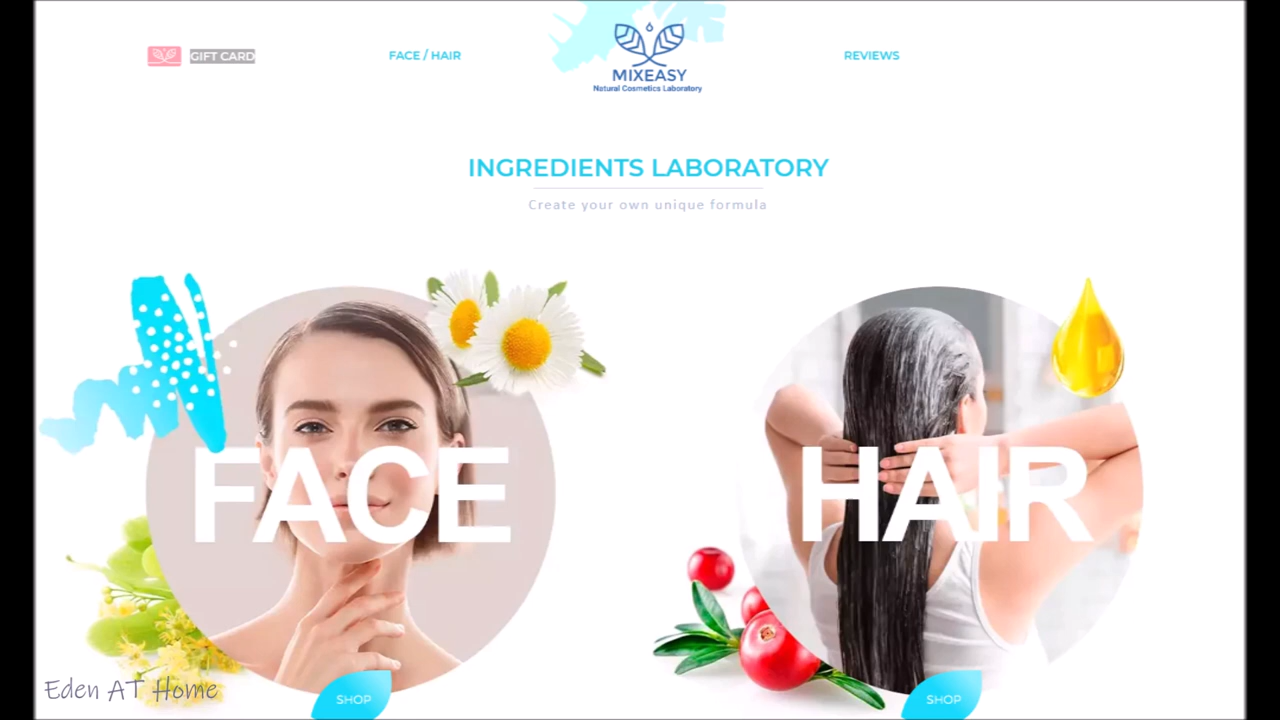 GIFT CARD
FACE / HAIR
MIXEASY
Natural Cosmetics Laboratory
REVIEWS
INGREDIENTS LABORATORY
Create your own unique formula
FACE
HAIR
SHOP
SHOP
Eden AT Home